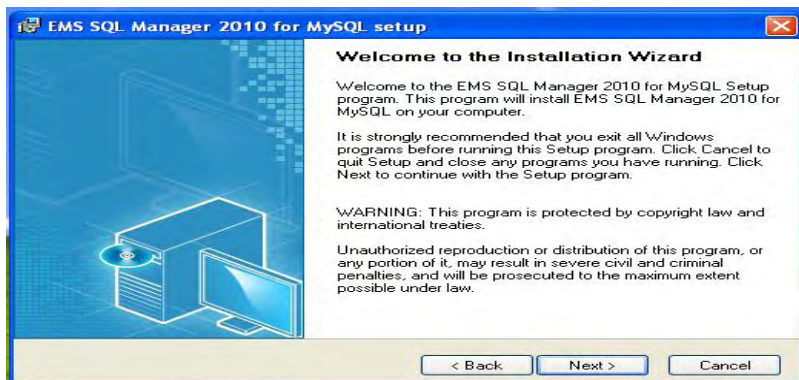 EMS SQL Manager 2010 for MySQL setup
Welcome to the Installation Wizard
Welcome to the EMS SQL Manager 2010 for MySQL Setup
program. This program will install EMS SQL Manager 2010 for
MySQL on your computer.
It is strongly recommended that you exit all Windows
programs before running this Setup program. Click Cancel to
quit Setup and close any programs you have running. Click
Next to continue with the Setup program.
WARNING: This program is protected by copyright law and
international treaties.
Unauthorized reproduction or distribution of this program, or
any portion of it, may result in severe civil and criminal
penalties, and will be prosecuted to the maximum extent
possible under law.
< Back Next > Cancel